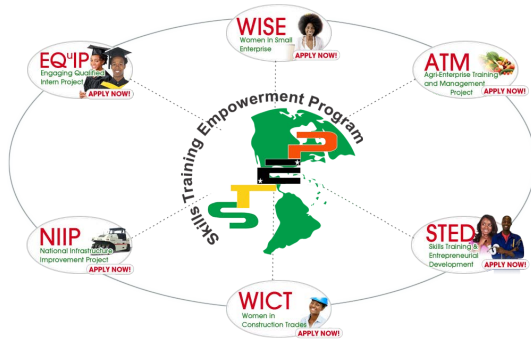 WISE
Women in Small
Enterprise
APPLY NOW!
EQuIP
Engaging Qualified
Intern Project
APPLY NOW!
ATM
Agri-Enterprise Training
and Management
Project
APPLY NOW!
Skills Training Empowerment Program
STEP
NIIP
National Infrastructure
Improvement Project
APPLY NOW!
STED
Skills Training &
Entrepreneurial
Development
APPLY NOW!
WICT
Women in
Construction Trades
APPLY NOW!